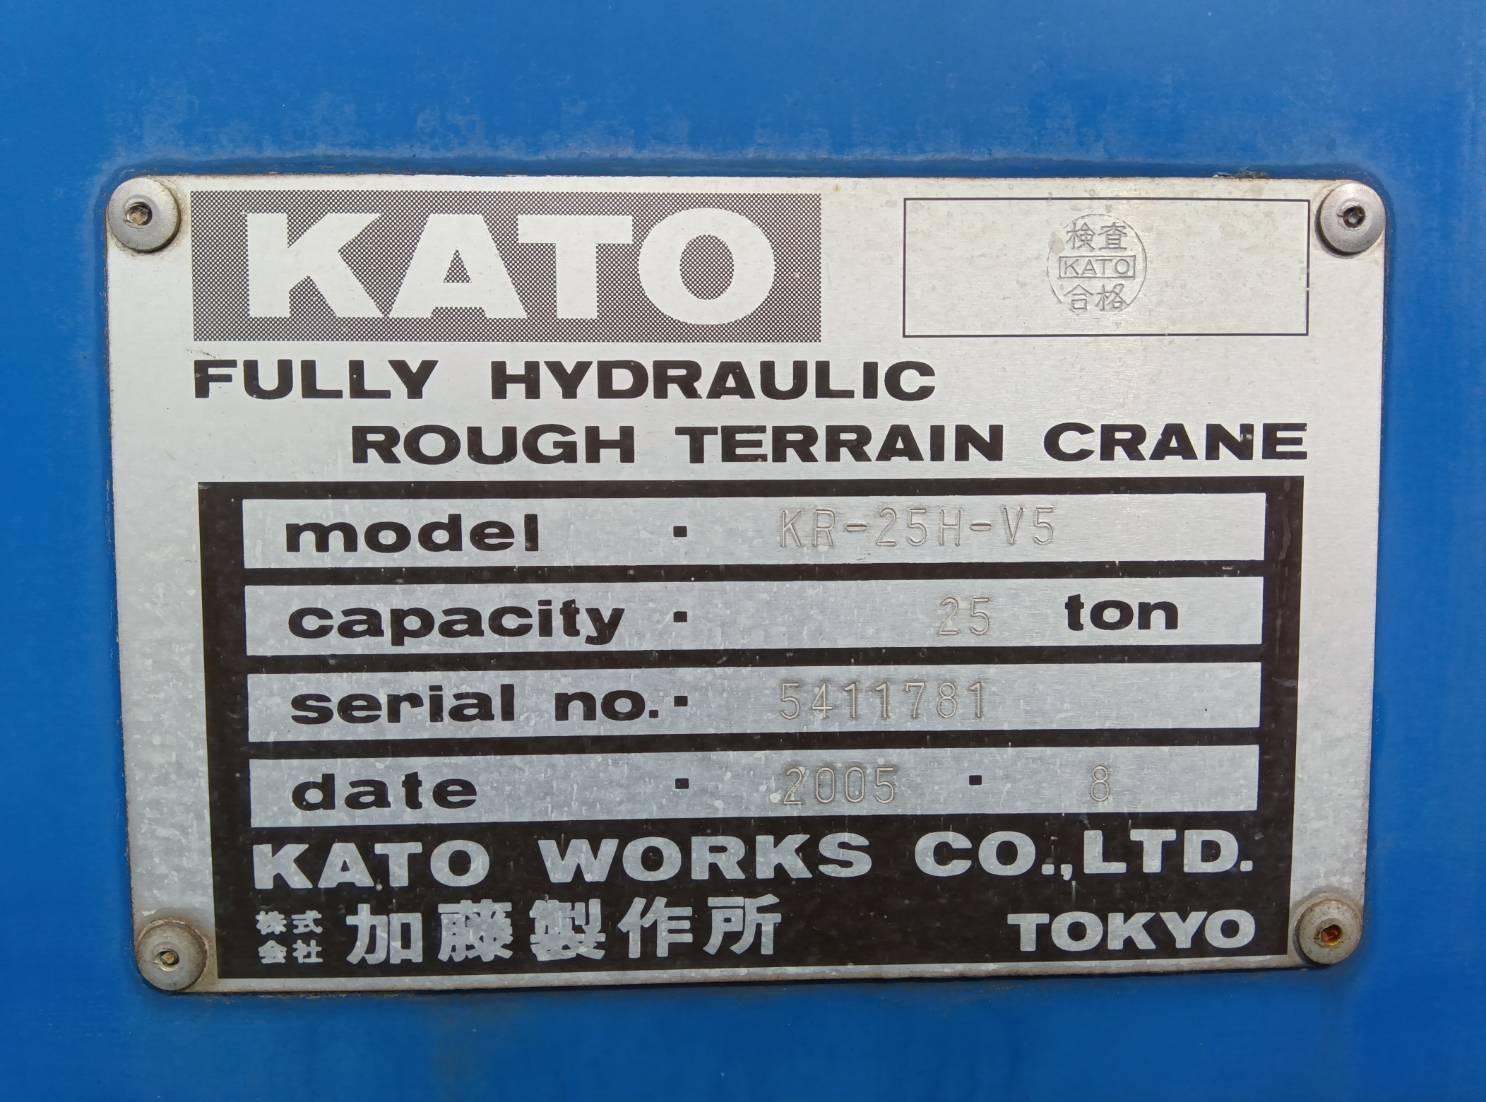 KATO
検査
KATO
合格
FULLY HYDRAULIC
ROUGH TERRAIN CRANE
model · KR-25H-V5
capacity · 25 ton
serial no. · 5411781
date · 2005 · 8
KATO WORKS CO.,LTD.
株式会社 加藤製作所 TOKYO